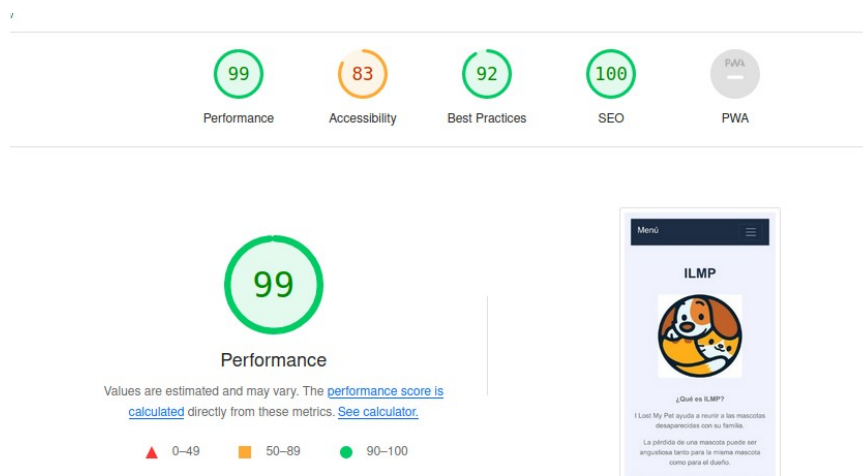 99
83
92
100
PWA
Performance
Accessibility
Best Practices
SEO
PWA
99
Performance
Values are estimated and may vary. The performance score is
calculated directly from these metrics. See calculator.
0–49
50–89
90–100
Menú
ILMP
¿Qué es ILMP?
I Lost My Pet ayuda a reunir a las mascotas
desaparecidas con su familia.
La pérdida de una mascota puede ser
angustiosa tanto para la misma mascota
como para el dueño.